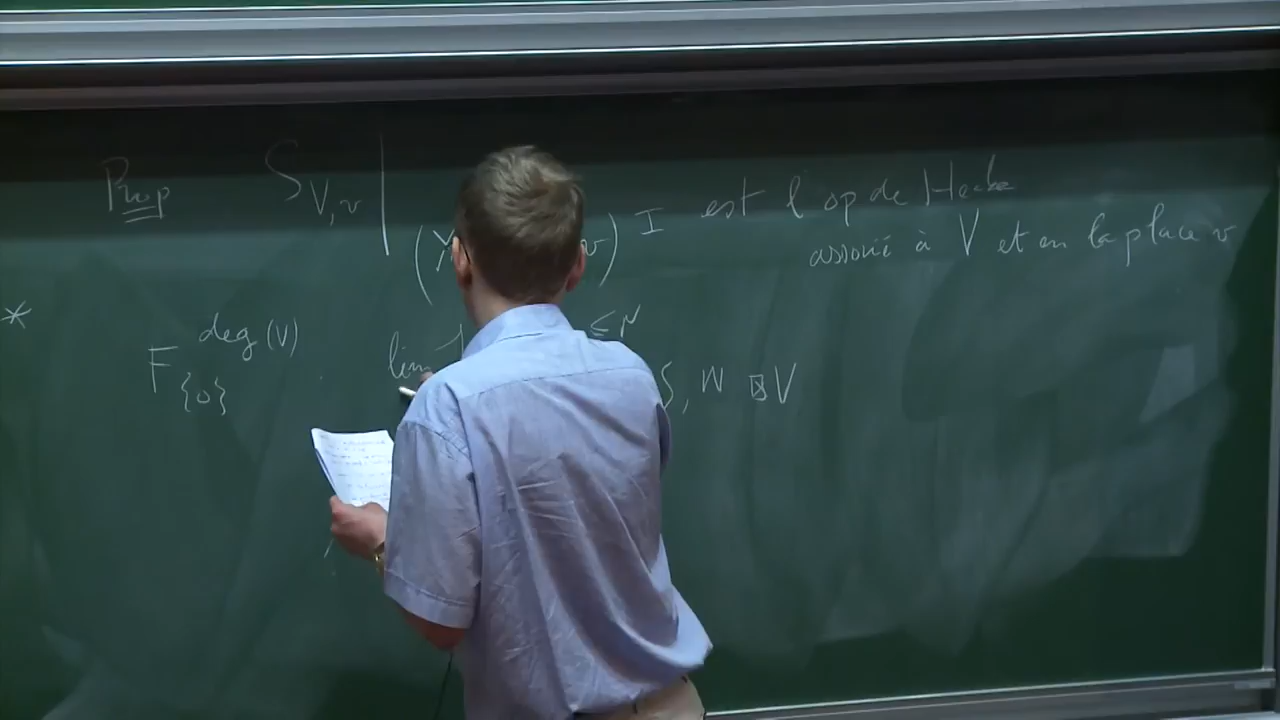 Prop S_{V,v} | (X v)^I est l'op de Hecke
associé à V et en la place v
*
F_{\{0\}}^{deg(V)} lim ≤ μ S, W ⊠ V